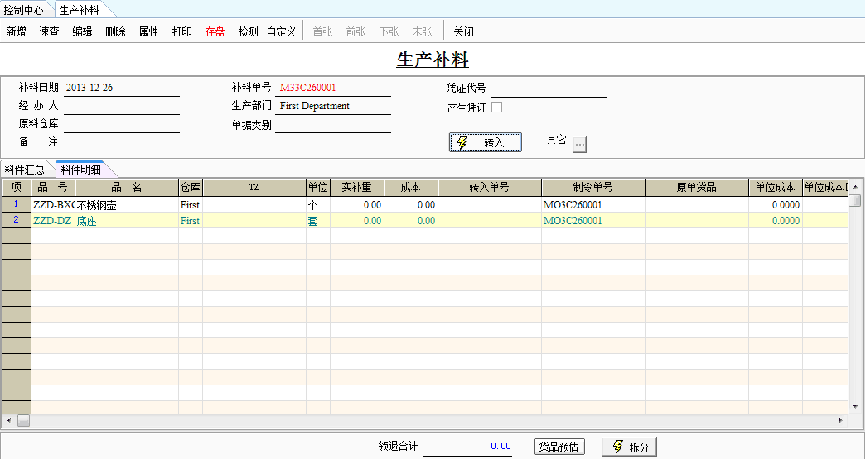 控制中心 生产补料
新增 速查 编辑 删除 属性 打印 存盘 检测 自定义 首张 前张 下张 末张 关闭
生产补料
补料日期 2013-12-26 补料单号 M33C260001 凭证代号
经 办 人 生产部门 First Department 产生凭证
原料仓库 单据类别
备 注 转入 其它 ...
料件汇总 料件明细
项 品 号 品 名 仓库 TZ 单位 实补量 成本 转入单号 制令单号 原单货品 单位成本 单位成本
1 ZZD-BXG 不锈钢壶 First 个 0.00 0.00 MO3C260001 0.0000
2 ZZD-DZ 底座 First 套 0.00 0.00 MO3C260001 0.0000
领退合计 0.00 货品预估 拆分